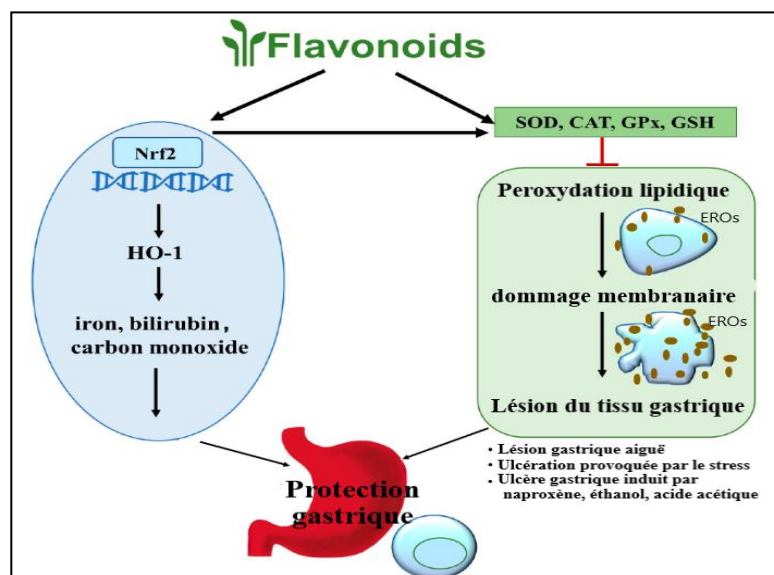 Flavonoids
Nrf2
HO-1
iron, bilirubin,
carbon monoxide
SOD, CAT, GPx, GSH
Peroxydation lipidique
EROs
dommage membranaire
EROs
Lésion du tissu gastrique
• Lésion gastrique aiguë
• Ulcération provoquée par le stress
• Ulcère gastrique induit par
naproxène, éthanol, acide acétique
Protection
gastrique